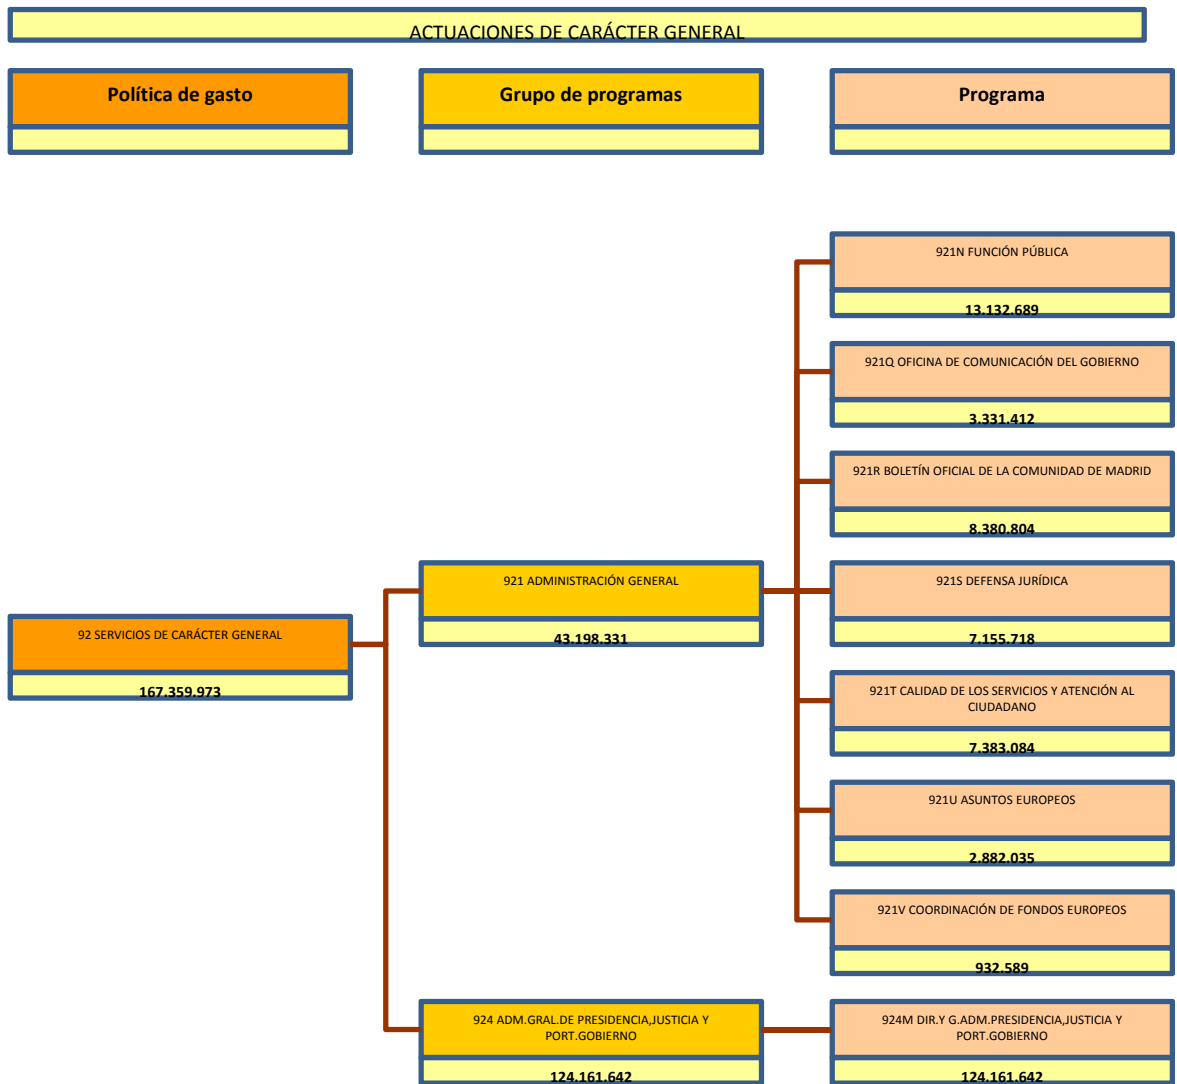 ACTUACIONES DE CARÁCTER GENERAL
Política de gasto
Grupo de programas
Programa
921N FUNCIÓN PÚBLICA
13.132.689
921Q OFICINA DE COMUNICACIÓN DEL GOBIERNO
3.331.412
921R BOLETÍN OFICIAL DE LA COMUNIDAD DE MADRID
8.380.804
921 ADMINISTRACIÓN GENERAL
43.198.331
921S DEFENSA JURÍDICA
7.155.718
92 SERVICIOS DE CARÁCTER GENERAL
167.359.973
921T CALIDAD DE LOS SERVICIOS Y ATENCIÓN AL
CIUDADANO
7.383.084
921U ASUNTOS EUROPEOS
2.882.035
921V COORDINACIÓN DE FONDOS EUROPEOS
932.589
924 ADM.GRAL.DE PRESIDENCIA,JUSTICIA Y
PORT.GOBIERNO
124.161.642
924M DIR.Y G.ADM.PRESIDENCIA,JUSTICIA Y
PORT.GOBIERNO
124.161.642